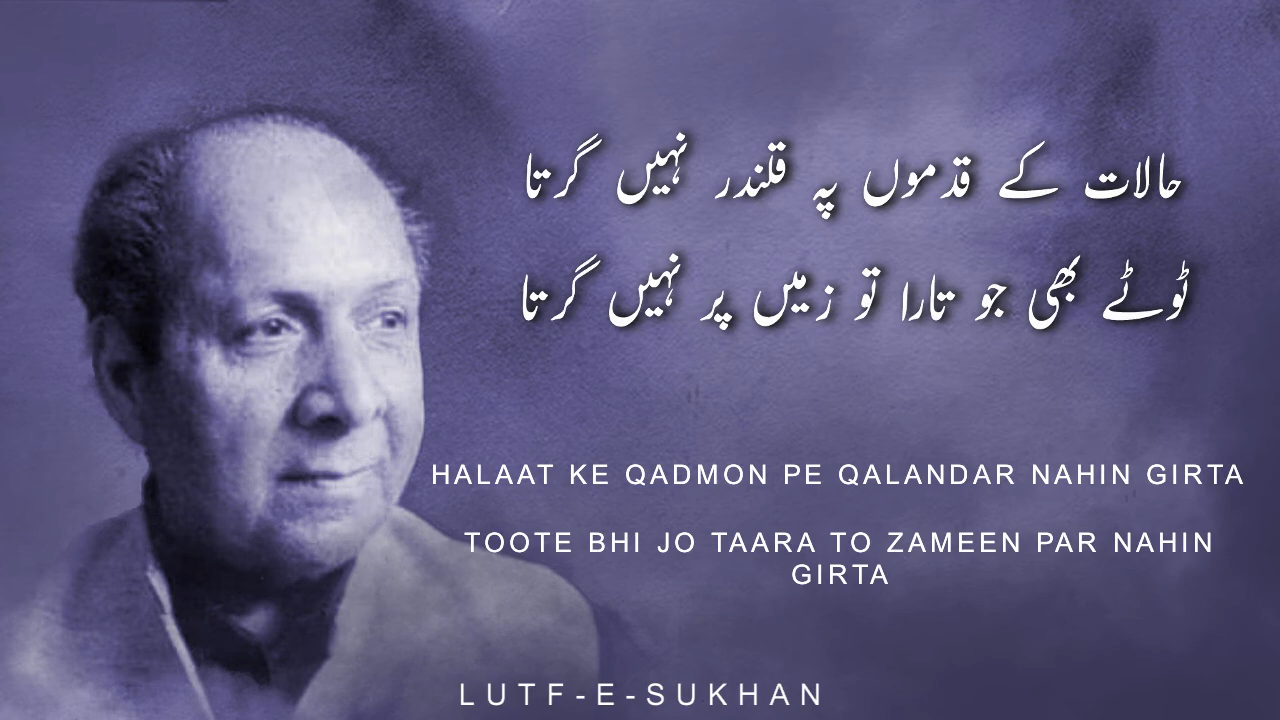 حالات کے قدموں پہ قلندر نہیں گرتا
ٹوٹے بھی جو تارا تو زمیں پر نہیں گرتا
HALAAT KE QADMON PE QALANDAR NAHIN GIRTA
TOOTE BHI JO TAARA TO ZAMEEN PAR NAHIN
GIRTA
LUTF-E-SUKHAN